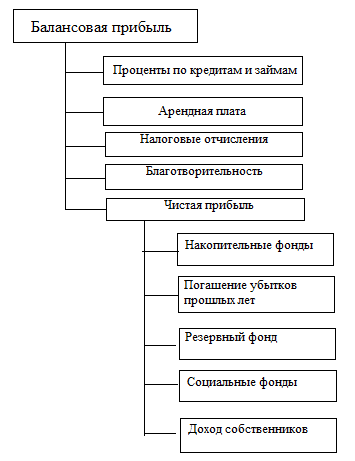 Балансовая прибыль
Проценты по кредитам и займам
Арендная плата
Налоговые отчисления
Благотворительность
Чистая прибыль
Накопительные фонды
Погашение убытков
прошлых лет
Резервный фонд
Социальные фонды
Доход собственников